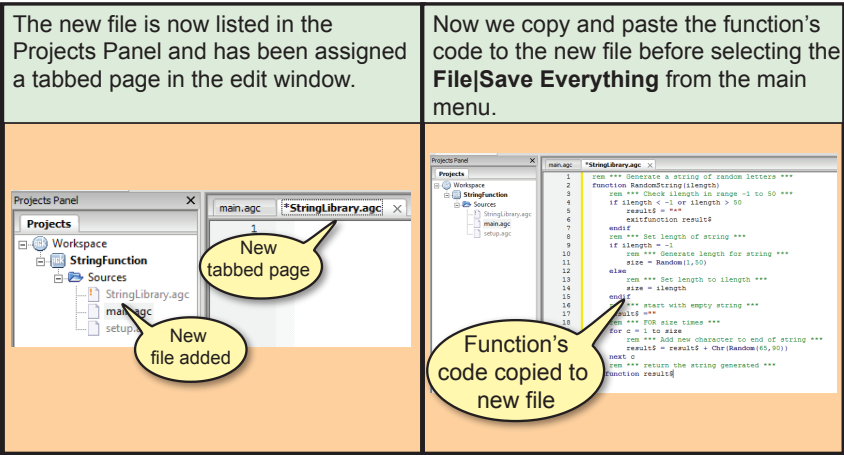 The new file is now listed in the
Projects Panel and has been assigned
a tabbed page in the edit window.
Now we copy and paste the function's
code to the new file before selecting the
File|Save Everything from the main
menu.
Projects Panel X
Projects
Workspace
StringFunction
Sources
StringLibrary.agc
main.agc
setup.a
main.agc *StringLibrary.agc X
1
New
tabbed page
New
file added
Projects Panel X
Projects
Workspace
StringFunction
Sources
StringLibrary.agc
main.agc
setup.agc
main.agc *StringLibrary.agc X
1 rem *** Generate a string of random letters ***
2 function RandomString(ilength)
3 rem *** Check ilength in range -1 to 50 ***
4 if ilength < -1 or ilength > 50
5 result$ = "*"
6 exitfunction result$
7 endif
8 rem *** Set length of string ***
9 if ilength = -1
10 rem *** Generate length for string ***
11 size = Random(1,50)
12 else
13 rem *** Set length to ilength ***
14 size = ilength
15 endif
16 rem *** start with empty string ***
17 result$ =""
18 rem *** FOR size times ***
for c = 1 to size
rem *** Add new character to end of string ***
result$ = result$ + Chr(Random(65,90))
next c
rem *** return the string generated ***
function result$
Function's
code copied to
new file